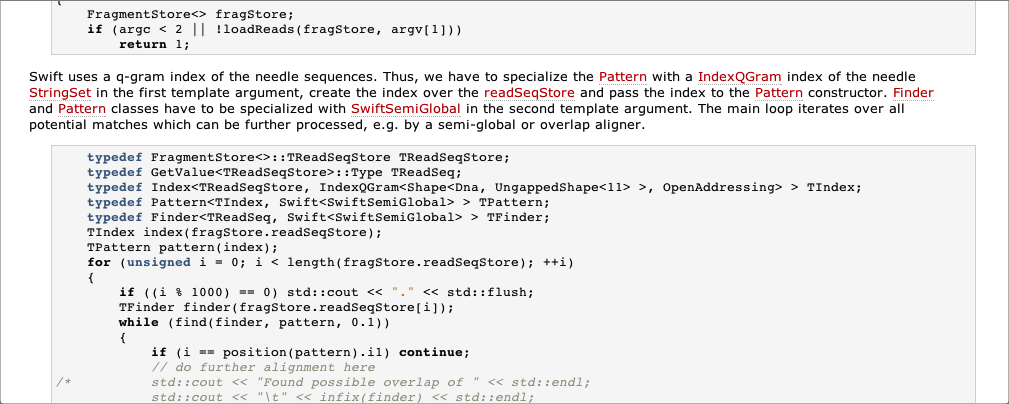 {
    FragmentStore<> fragStore;
    if (argc < 2 || !loadReads(fragStore, argv[1]))
        return 1;
Swift uses a q-gram index of the needle sequences. Thus, we have to specialize the Pattern with a IndexQGram index of the needle
StringSet in the first template argument, create the index over the readSeqStore and pass the index to the Pattern constructor. Finder
and Pattern classes have to be specialized with SwiftSemiGlobal in the second template argument. The main loop iterates over all
potential matches which can be further processed, e.g. by a semi-global or overlap aligner.
    typedef FragmentStore<>::TReadSeqStore TReadSeqStore;
    typedef GetValue<TReadSeqStore>::Type TReadSeq;
    typedef Index<TReadSeqStore, IndexQGram<Shape<Dna, UngappedShape<11> >, OpenAddressing> > TIndex;
    typedef Pattern<TIndex, Swift<SwiftSemiGlobal> > TPattern;
    typedef Finder<TReadSeq, Swift<SwiftSemiGlobal> > TFinder;
    TIndex index(fragStore.readSeqStore);
    TPattern pattern(index);
    for (unsigned i = 0; i < length(fragStore.readSeqStore); ++i)
    {
        if ((i % 1000) == 0) std::cout << "." << std::flush;
        TFinder finder(fragStore.readSeqStore[i]);
        while (find(finder, pattern, 0.1))
        {
            if (i == position(pattern).i1) continue;
            // do further alignment here
/*          std::cout << "Found possible overlap of " << std::endl;
            std::cout << "\t" << infix(finder) << std::endl;